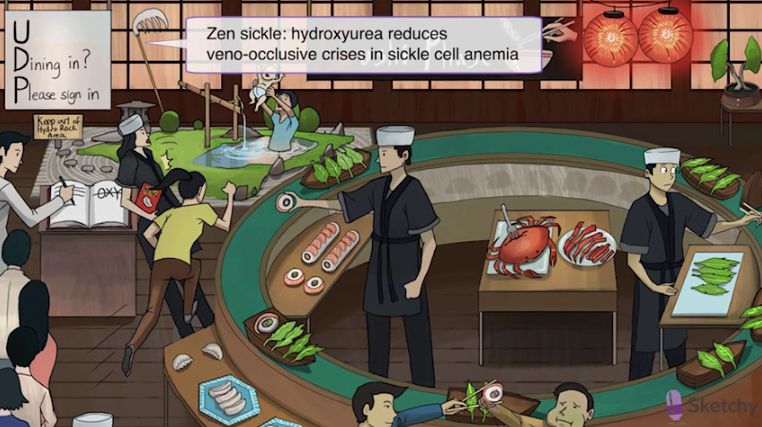 Zen sickle: hydroxyurea reduces
veno-occlusive crises in sickle cell anemia
U
Dining in?
Please sign in
Keep out of
Hydro Rock
Area
OXY
Sketchy